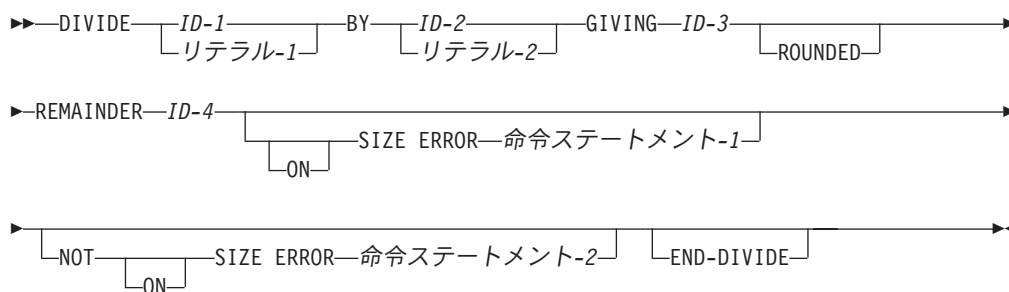 DIVIDE ID-1 BY ID-2 GIVING ID-3
リテラル-1 リテラル-2 ROUNDED
REMAINDER ID-4
SIZE ERROR 命令ステートメント-1
ON
NOT SIZE ERROR 命令ステートメント-2 END-DIVIDE
ON